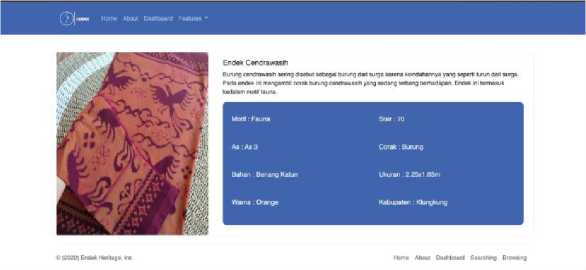 Home About Dashboard Features
Endek Cendrawasih
Burung cendrawasih sering disebut sebagai burung dari surga karena keindahannya yang seperti turun dari surga.
Pada endek ini mengambil corak burung cendrawasih yang sedang terbang berhadapan. Endek ini termasuk
kedalam motif fauna.
Motif : Fauna
Sisir : 70
As : As 3
Corak : Burung
Bahan : Benang Katun
Ukuran : 2.25x1.05m
Warna : Orange
Kabupaten : Klungkung
© (2020) Endek Heritage, Inc.
Home About Dashboard Searching Browsing